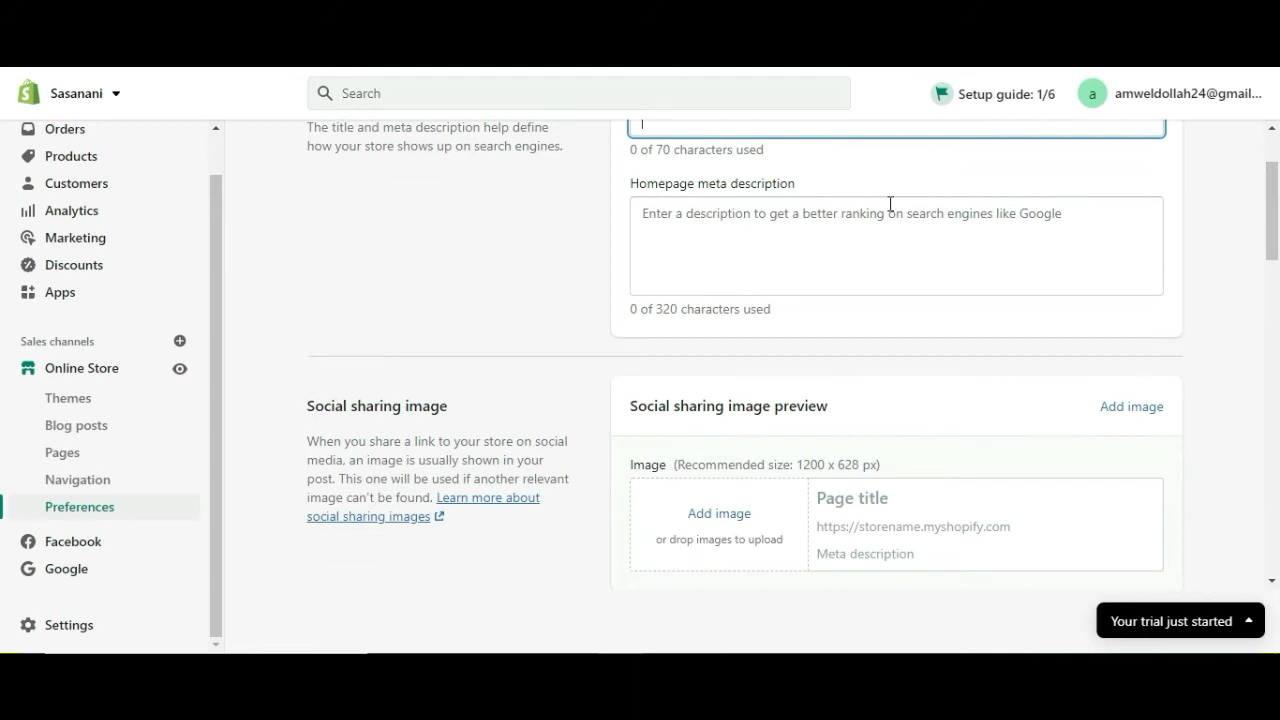 Sasanani
Search
Setup guide: 1/6
a
amweldollah24@gmail...
Orders
Products
Customers
Analytics
Marketing
Discounts
Apps
Sales channels
Online Store
Themes
Blog posts
Pages
Navigation
Preferences
Facebook
Google
Settings
The title and meta description help define
how your store shows up on search engines.
0 of 70 characters used
Homepage meta description
Enter a description to get a better ranking on search engines like Google
0 of 320 characters used
Social sharing image
When you share a link to your store on social
media, an image is usually shown in your
post. This one will be used if another relevant
image can't be found. Learn more about
social sharing images
Social sharing image preview
Add image
Image (Recommended size: 1200 x 628 px)
Add image
or drop images to upload
Page title
https://storename.myshopify.com
Meta description
Your trial just started